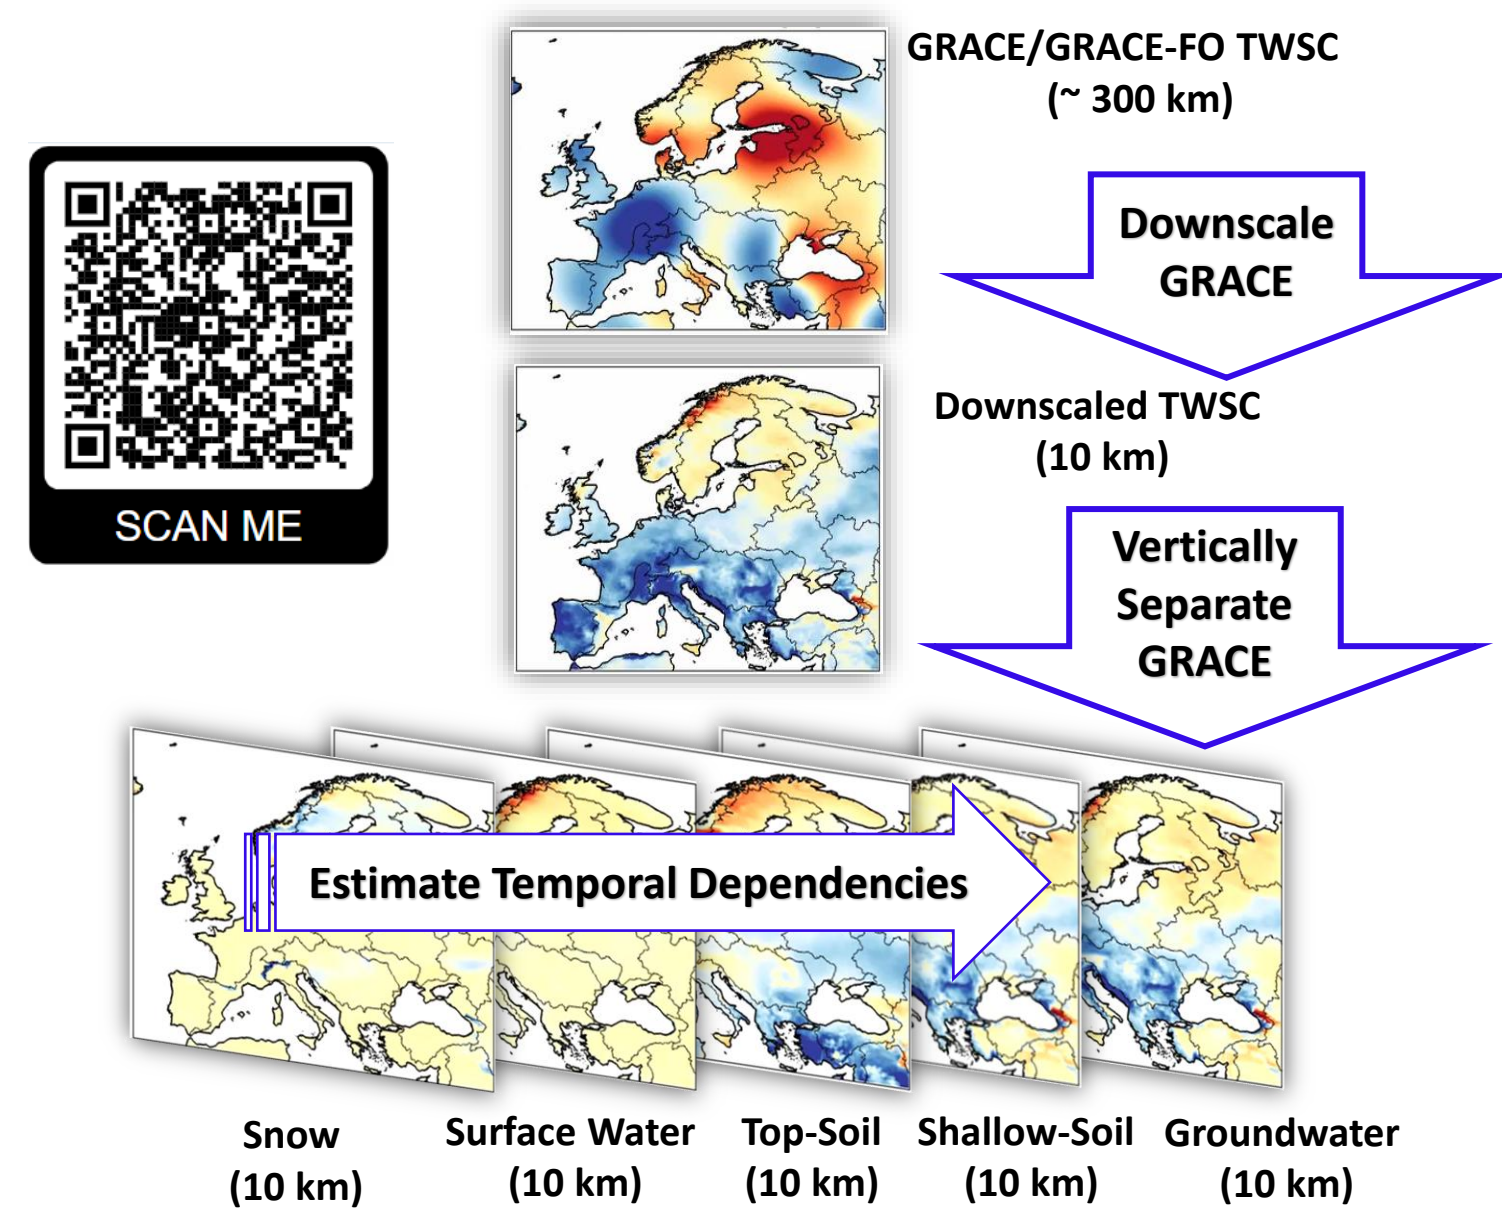 GRACE/GRACE-FO TWSC
(~ 300 km)
Downscale
GRACE
SCAN ME
Downscaled TWSC
(10 km)
Vertically
Separate
GRACE
Estimate Temporal Dependencies
Snow
(10 km)
Surface Water
(10 km)
Top-Soil
(10 km)
Shallow-Soil
(10 km)
Groundwater
(10 km)